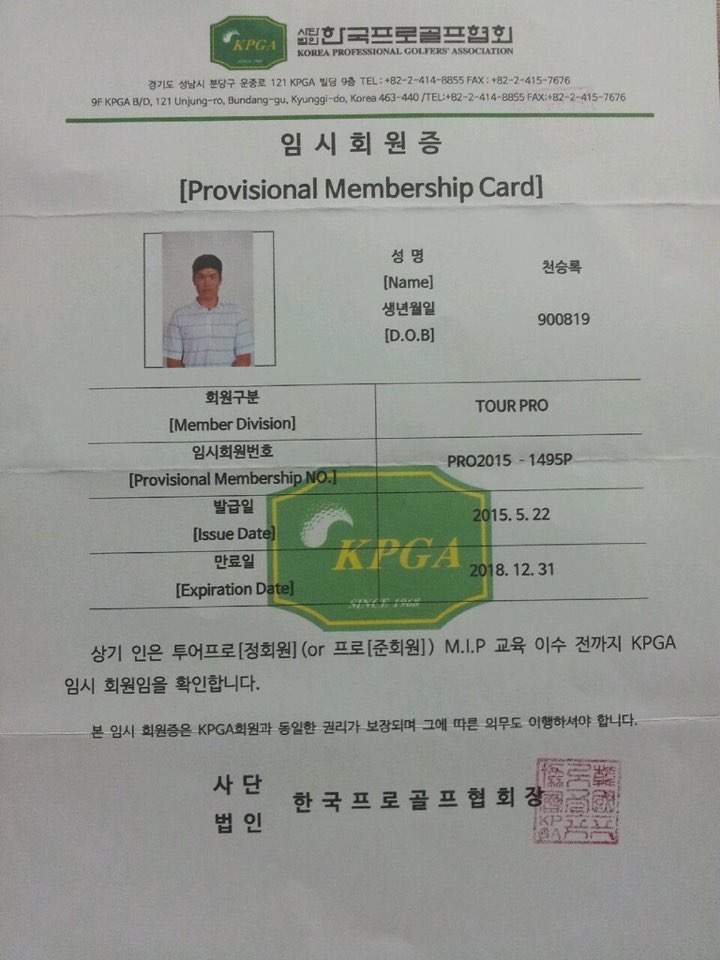 KPGA
SINCE 1968
사단법인 한국프로골프협회
KOREA PROFESSIONAL GOLFERS' ASSOCIATION
경기도 성남시 분당구 운중로 121 KPGA 빌딩 9층 TEL : +82-2-414-8855 FAX : +82-2-415-7676
9F KPGA B/D, 121 Unjung-ro, Bundang-gu, Kyunggi-do, Korea 463-440 /TEL:+82-2-414-8855 FAX:+82-2-415-7676
임 시 회 원 증
[Provisional Membership Card]
성 명
[Name]
천승록
생년월일
[D.O.B]
900819
회원구분
[Member Division]
TOUR PRO
임시회원번호
[Provisional Membership NO.]
PRO2015 - 1495P
발급일
[Issue Date]
2015. 5. 22
만료일
[Expiration Date]
2018. 12. 31
KPGA
SINCE 1968
상기 인은 투어프로[정회원] (or 프로[준회원]) M.I.P 교육 이수 전까지 KPGA
임시 회원임을 확인합니다.
본 임시 회원증은 KPGA회원과 동일한 권리가 보장되며 그에 따른 의무도 이행하셔야 합니다.
사 단
법 인
한 국 프 로 골 프 협 회 장
KP
GA